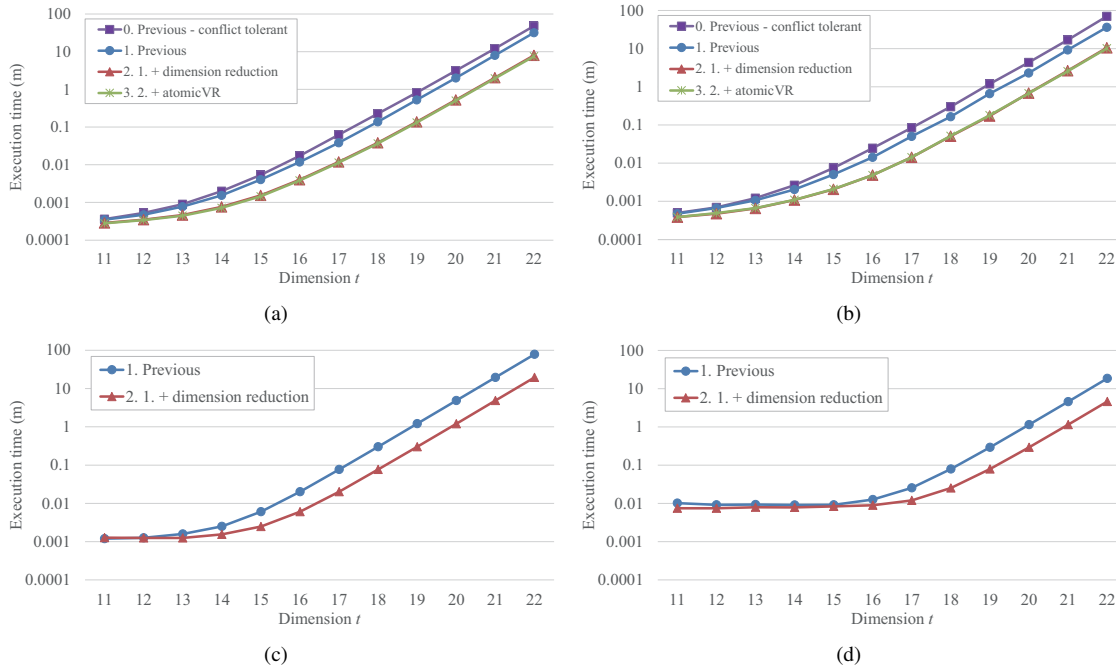 100
10
1
0.1
0.01
0.001
0.0001
Execution time (m)
0. Previous - conflict tolerant
1. Previous
2. 1. + dimension reduction
3. 2. + atomicVR
11 12 13 14 15 16 17 18 19 20 21 22
Dimension t
(a)
100
10
1
0.1
0.01
0.001
0.0001
Execution time (m)
0. Previous - conflict tolerant
1. Previous
2. 1. + dimension reduction
3. 2. + atomicVR
11 12 13 14 15 16 17 18 19 20 21 22
Dimension t
(b)
100
10
1
0.1
0.01
0.001
0.0001
Execution time (m)
1. Previous
2. 1. + dimension reduction
11 12 13 14 15 16 17 18 19 20 21 22
Dimension t
(c)
100
10
1
0.1
0.01
0.001
0.0001
Execution time (m)
1. Previous
2. 1. + dimension reduction
11 12 13 14 15 16 17 18 19 20 21 22
Dimension t
(d)